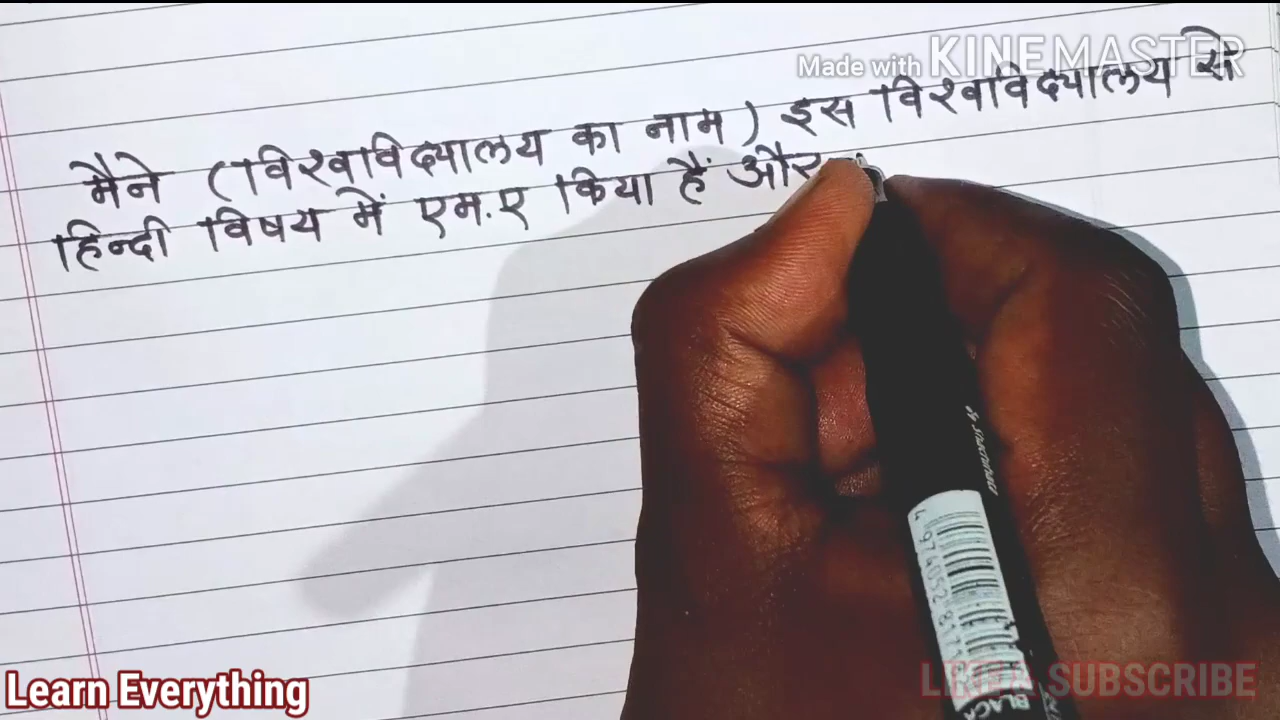 Made with KINEMASTER
मैने (विश्वविद्यालय का नाम) इस विश्वविद्यालय से
हिन्दी विषय में एम.ए किया हैं और
Learn Everything
SUBSCRIBE